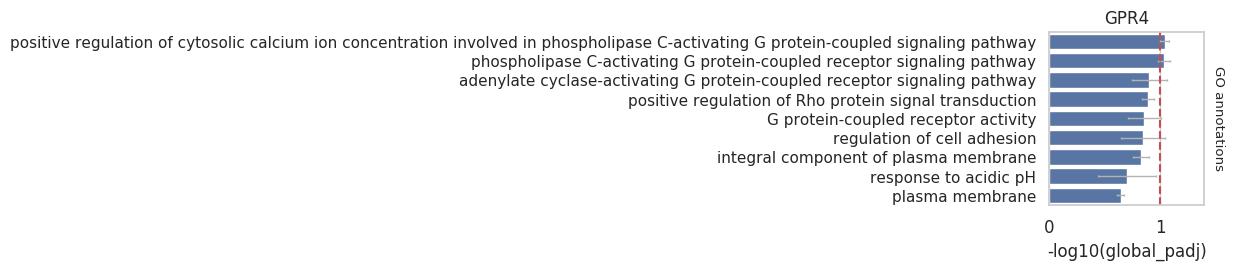 GPR4
positive regulation of cytosolic calcium ion concentration involved in phospholipase C-activating G protein-coupled signaling pathway
phospholipase C-activating G protein-coupled receptor signaling pathway
adenylate cyclase-activating G protein-coupled receptor signaling pathway
positive regulation of Rho protein signal transduction
G protein-coupled receptor activity
regulation of cell adhesion
integral component of plasma membrane
response to acidic pH
plasma membrane
GO annotations
0 1
-log10(global_padj)